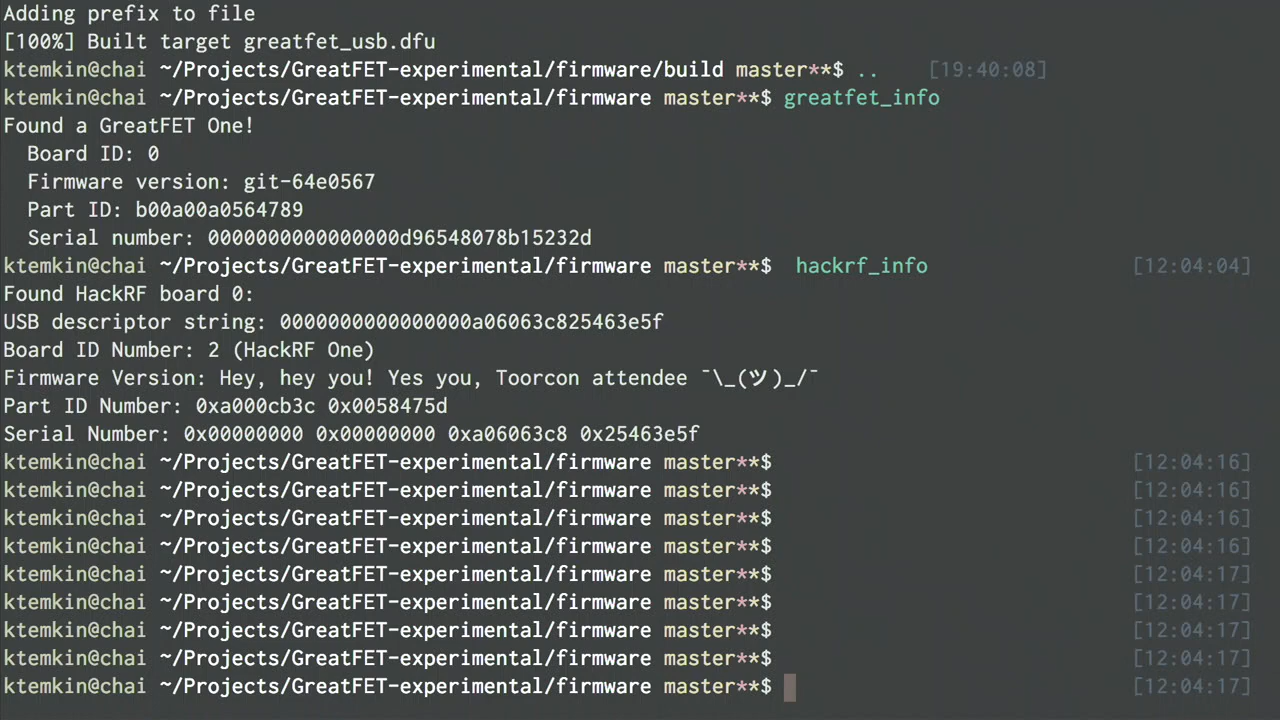 Adding prefix to file
[100%] Built target greatfet_usb.dfu
ktemkin@chai ~/Projects/GreatFET-experimental/firmware/build master**$ .. [19:40:08]
ktemkin@chai ~/Projects/GreatFET-experimental/firmware master**$ greatfet_info
Found a GreatFET One!
Board ID: 0
Firmware version: git-64e0567
Part ID: b00a00a0564789
Serial number: 0000000000000000d96548078b15232d
ktemkin@chai ~/Projects/GreatFET-experimental/firmware master**$ hackrf_info [12:04:04]
Found HackRF board 0:
USB descriptor string: 0000000000000000a06063c825463e5f
Board ID Number: 2 (HackRF One)
Firmware Version: Hey, hey you! Yes you, Toorcon attendee ¯\_(ツ)_/¯
Part ID Number: 0xa000cb3c 0x0058475d
Serial Number: 0x00000000 0x00000000 0xa06063c8 0x25463e5f
ktemkin@chai ~/Projects/GreatFET-experimental/firmware master**$ [12:04:16]
ktemkin@chai ~/Projects/GreatFET-experimental/firmware master**$ [12:04:16]
ktemkin@chai ~/Projects/GreatFET-experimental/firmware master**$ [12:04:16]
ktemkin@chai ~/Projects/GreatFET-experimental/firmware master**$ [12:04:16]
ktemkin@chai ~/Projects/GreatFET-experimental/firmware master**$ [12:04:17]
ktemkin@chai ~/Projects/GreatFET-experimental/firmware master**$ [12:04:17]
ktemkin@chai ~/Projects/GreatFET-experimental/firmware master**$ [12:04:17]
ktemkin@chai ~/Projects/GreatFET-experimental/firmware master**$ [12:04:17]
ktemkin@chai ~/Projects/GreatFET-experimental/firmware master**$ [12:04:17]